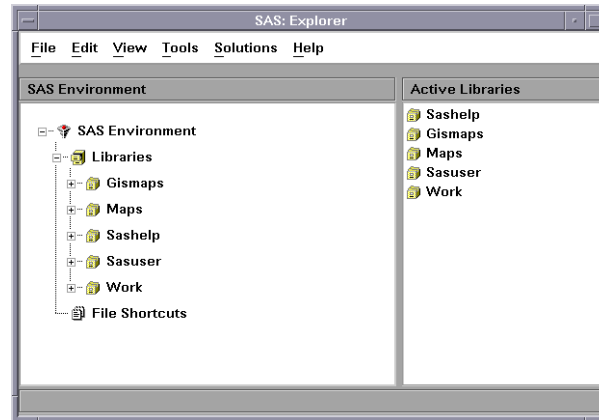 SAS: Explorer
File Edit View Tools Solutions Help
SAS Environment
Active Libraries
SAS Environment
Libraries
Gismaps
Maps
Sashelp
Sasuser
Work
File Shortcuts
Sashelp
Gismaps
Maps
Sasuser
Work